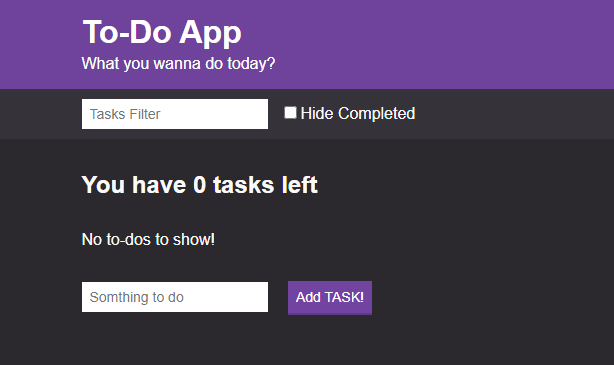 To-Do App
What you wanna do today?
Tasks Filter
Hide Completed
You have 0 tasks left
No to-dos to show!
Somthing to do
Add TASK!